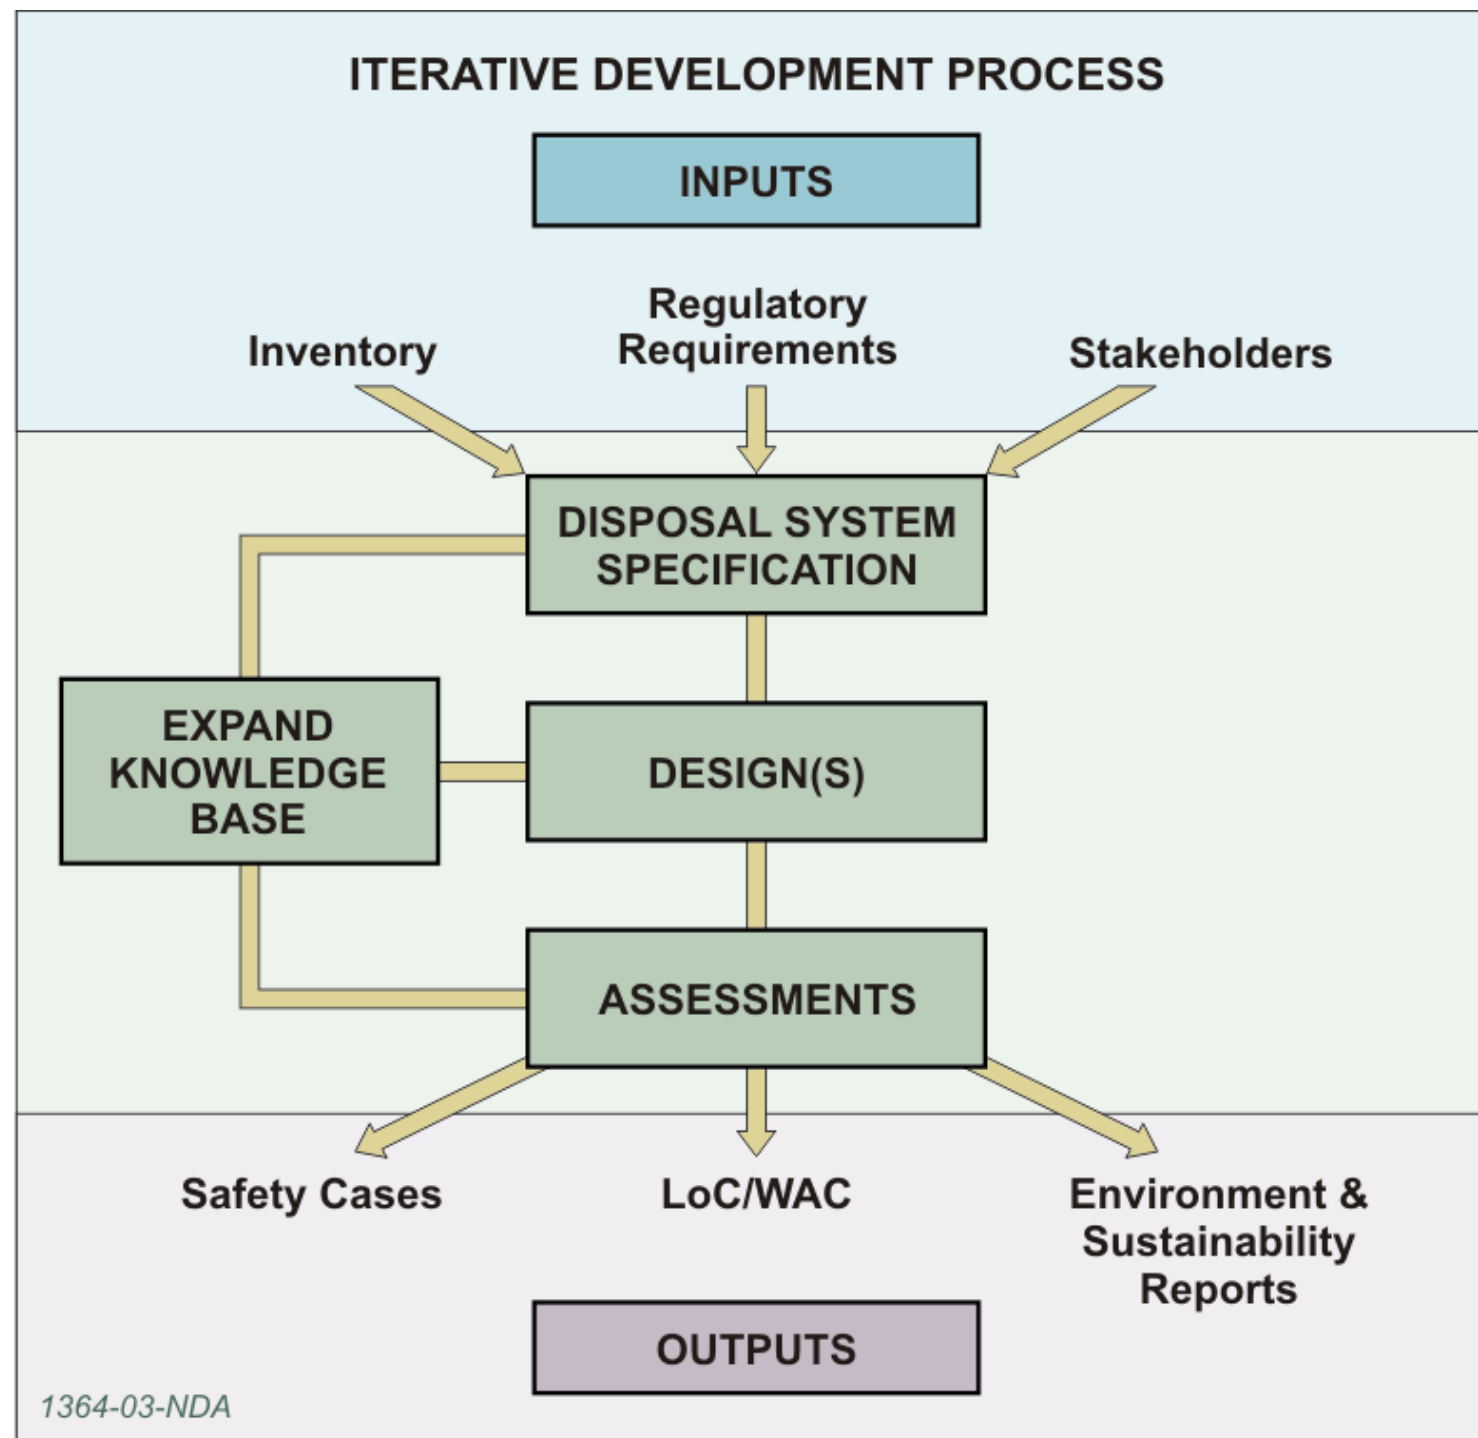 ITERATIVE DEVELOPMENT PROCESS
INPUTS
Inventory
Regulatory
Requirements
Stakeholders
DISPOSAL SYSTEM
SPECIFICATION
EXPAND
KNOWLEDGE
BASE
DESIGN(S)
ASSESSMENTS
Safety Cases
LoC/WAC
Environment &
Sustainability
Reports
OUTPUTS
1364-03-NDA